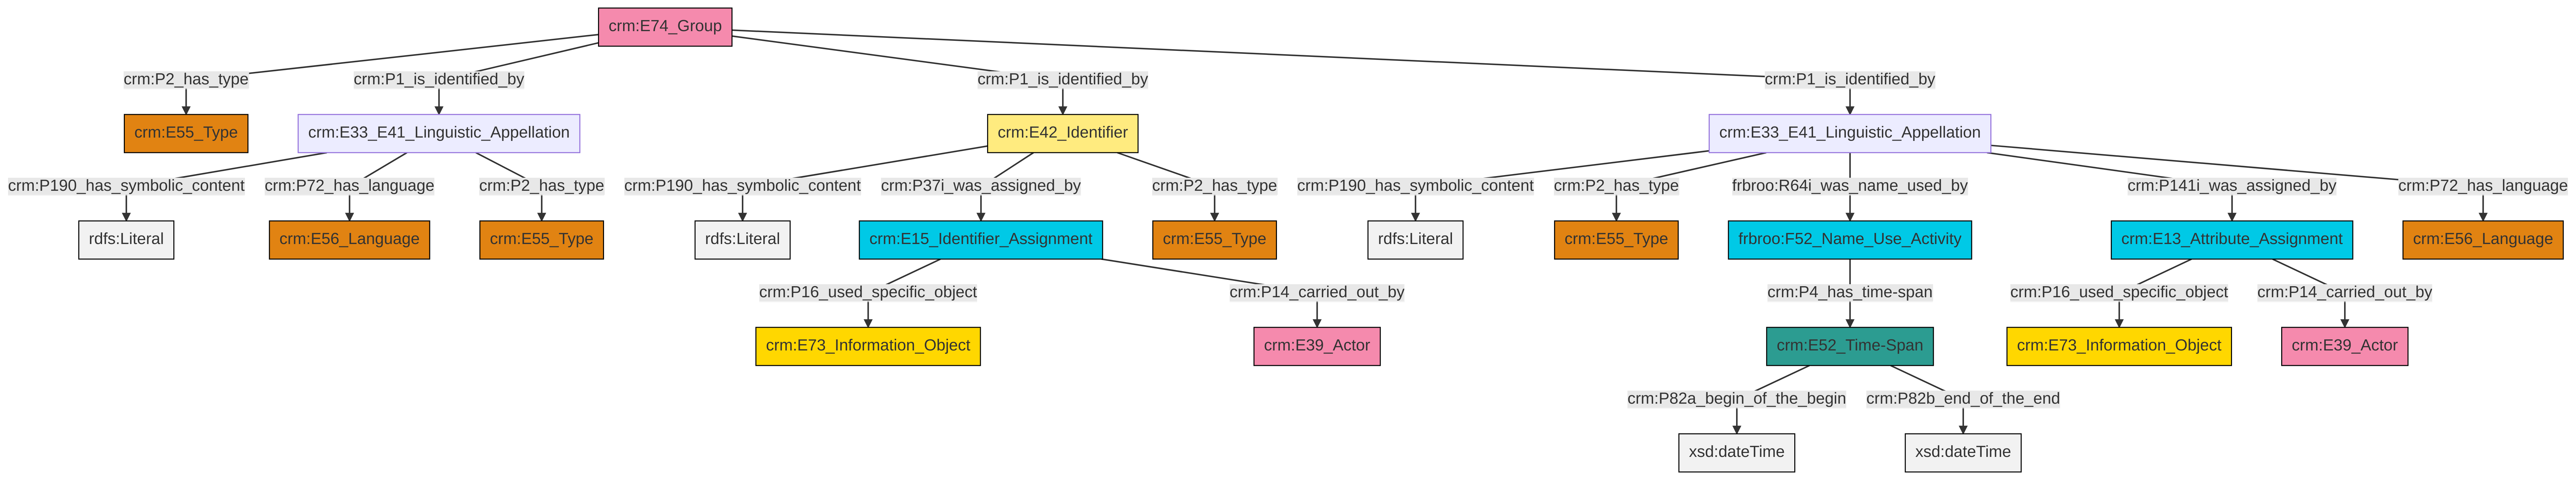 crm:E74_Group
crm:P2_has_type
crm:P1_is_identified_by
crm:P1_is_identified_by
crm:P1_is_identified_by
crm:E55_Type
crm:E33_E41_Linguistic_Appellation
crm:E42_Identifier
crm:E33_E41_Linguistic_Appellation
crm:P190_has_symbolic_content
crm:P72_has_language
crm:P2_has_type
crm:P190_has_symbolic_content
crm:P37i_was_assigned_by
crm:P2_has_type
crm:P190_has_symbolic_content
crm:P2_has_type
frbroo:R64i_was_name_used_by
crm:P141i_was_assigned_by
crm:P72_has_language
rdfs:Literal
crm:E56_Language
crm:E55_Type
rdfs:Literal
crm:E15_Identifier_Assignment
crm:E55_Type
rdfs:Literal
crm:E55_Type
frbroo:F52_Name_Use_Activity
crm:E13_Attribute_Assignment
crm:E56_Language
crm:P16_used_specific_object
crm:P14_carried_out_by
crm:P4_has_time-span
crm:P16_used_specific_object
crm:P14_carried_out_by
crm:E73_Information_Object
crm:E39_Actor
crm:E52_Time-Span
crm:E73_Information_Object
crm:E39_Actor
crm:P82a_begin_of_the_begin
crm:P82b_end_of_the_end
xsd:dateTime
xsd:dateTime